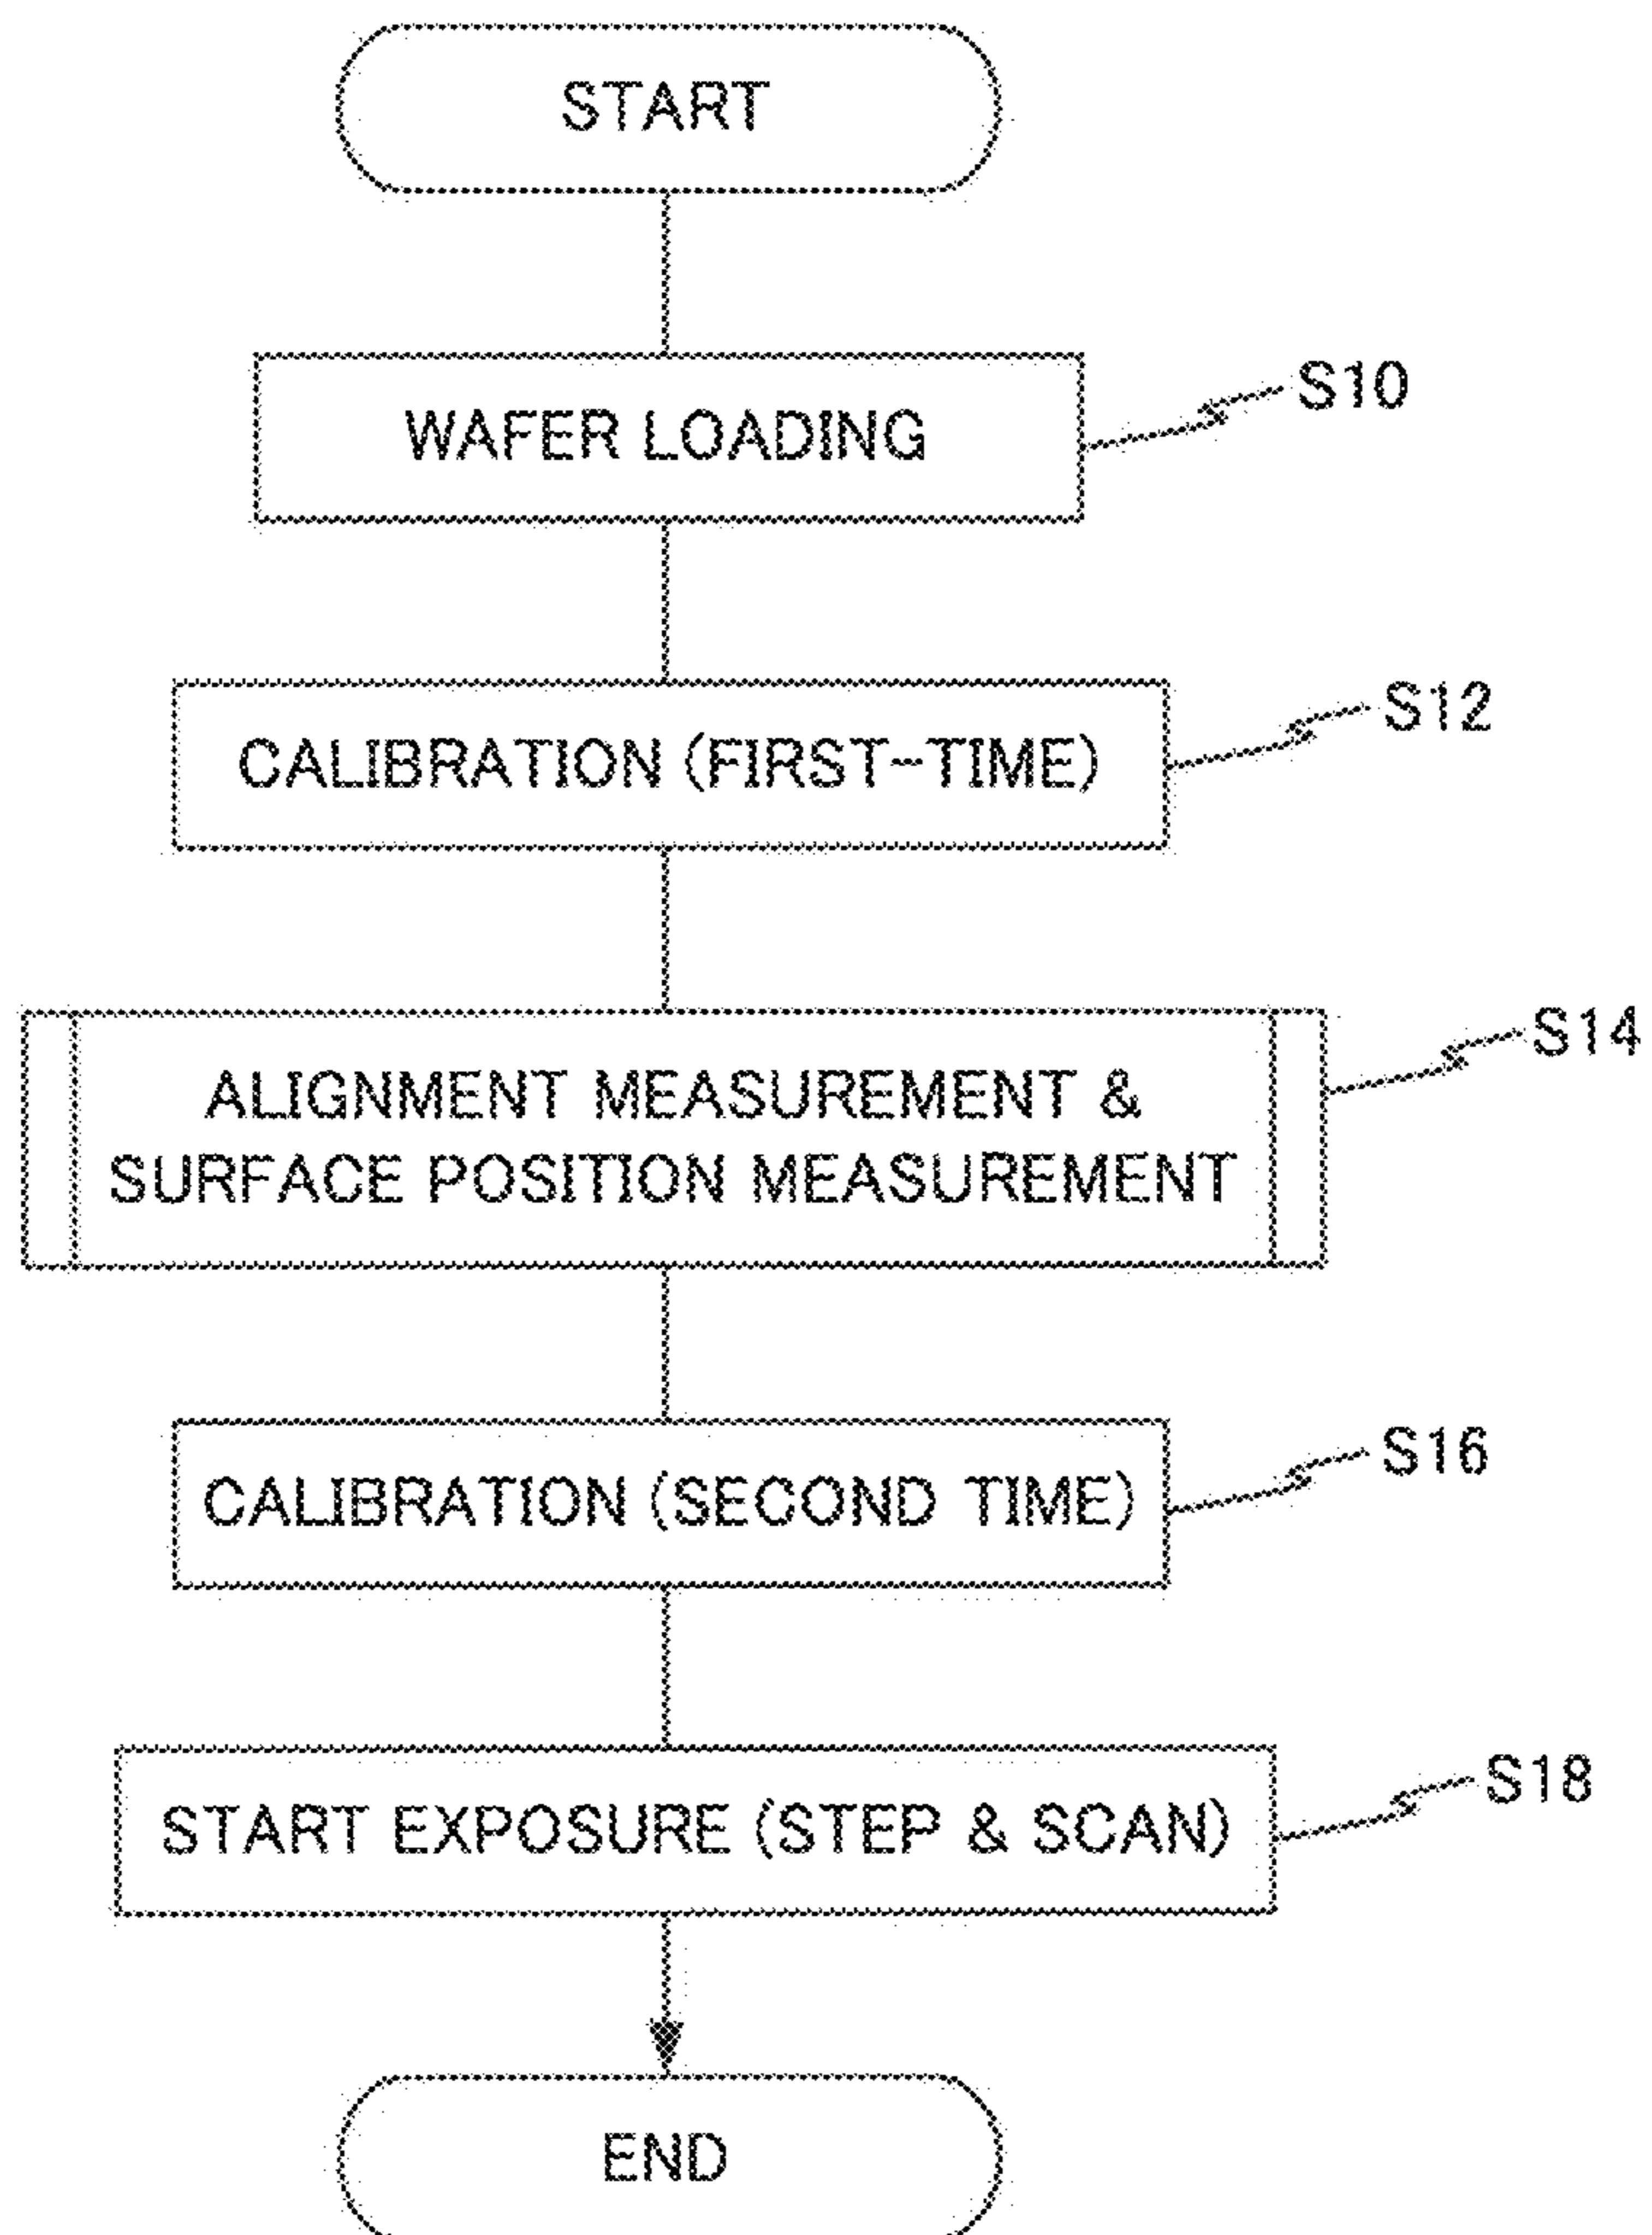 START
WAFER LOADING
S10
CALIBRATION (FIRST-TIME)
S12
ALIGNMENT MEASUREMENT &
SURFACE POSITION MEASUREMENT
S14
CALIBRATION (SECOND TIME)
S16
START EXPOSURE (STEP & SCAN)
S18
END